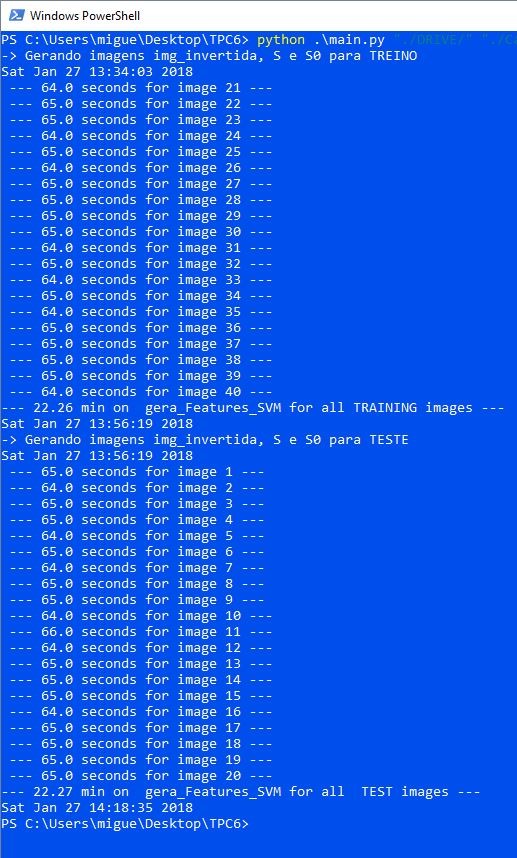 Windows PowerShell
PS C:\Users\migue\Desktop\TPC6> python .\main.py "./DRIVE/"
-> Gerando imagens img_invertida, S e S0 para TREINO
Sat Jan 27 13:34:03 2018
--- 64.0 seconds for image 21 ---
--- 65.0 seconds for image 22 ---
--- 65.0 seconds for image 23 ---
--- 64.0 seconds for image 24 ---
--- 65.0 seconds for image 25 ---
--- 64.0 seconds for image 26 ---
--- 65.0 seconds for image 27 ---
--- 65.0 seconds for image 28 ---
--- 65.0 seconds for image 29 ---
--- 65.0 seconds for image 30 ---
--- 64.0 seconds for image 31 ---
--- 65.0 seconds for image 32 ---
--- 64.0 seconds for image 33 ---
--- 65.0 seconds for image 34 ---
--- 64.0 seconds for image 35 ---
--- 65.0 seconds for image 36 ---
--- 65.0 seconds for image 37 ---
--- 65.0 seconds for image 38 ---
--- 65.0 seconds for image 39 ---
--- 64.0 seconds for image 40 ---
--- 22.26 min on  gera_Features_SVM for all TRAINING images ---
Sat Jan 27 13:56:19 2018
-> Gerando imagens img_invertida, S e S0 para TESTE
Sat Jan 27 13:56:19 2018
--- 65.0 seconds for image 1 ---
--- 64.0 seconds for image 2 ---
--- 65.0 seconds for image 3 ---
--- 65.0 seconds for image 4 ---
--- 64.0 seconds for image 5 ---
--- 65.0 seconds for image 6 ---
--- 64.0 seconds for image 7 ---
--- 65.0 seconds for image 8 ---
--- 65.0 seconds for image 9 ---
--- 64.0 seconds for image 10 ---
--- 66.0 seconds for image 11 ---
--- 64.0 seconds for image 12 ---
--- 65.0 seconds for image 13 ---
--- 65.0 seconds for image 14 ---
--- 65.0 seconds for image 15 ---
--- 64.0 seconds for image 16 ---
--- 65.0 seconds for image 17 ---
--- 65.0 seconds for image 18 ---
--- 65.0 seconds for image 19 ---
--- 65.0 seconds for image 20 ---
--- 22.27 min on  gera_Features_SVM for all  TEST images ---
Sat Jan 27 14:18:35 2018
PS C:\Users\migue\Desktop\TPC6>